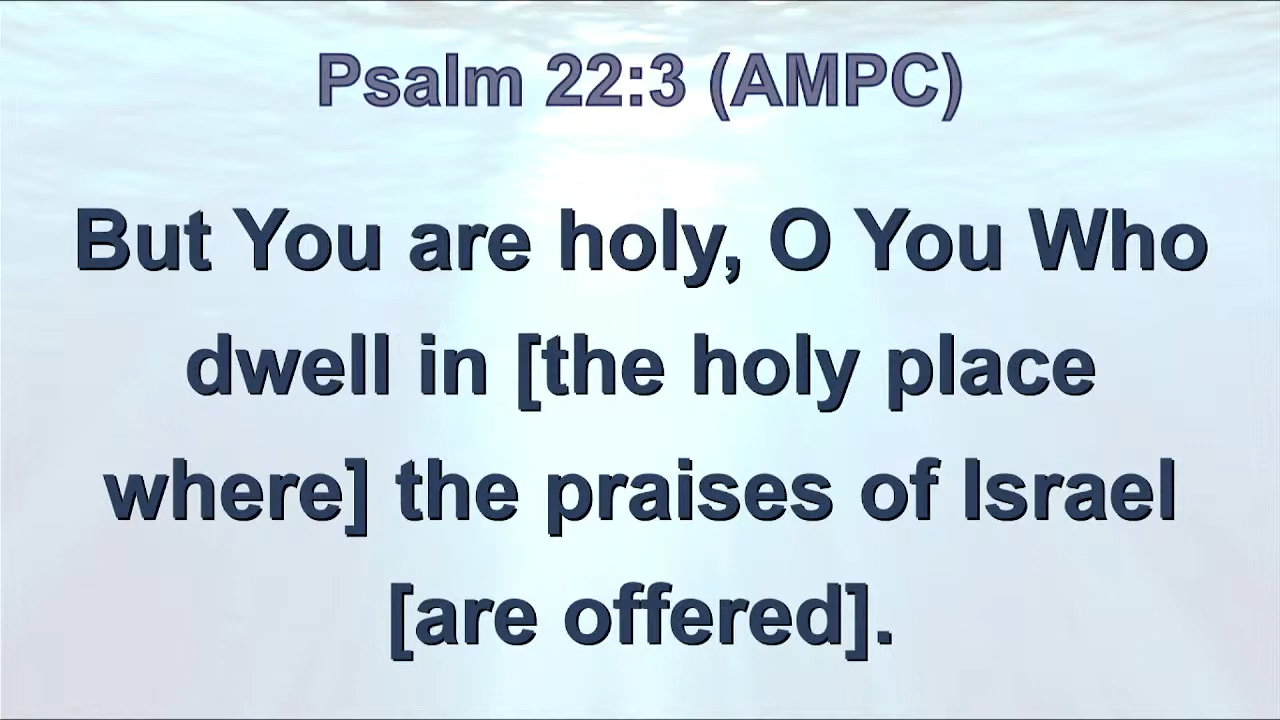 Psalm 22:3 (AMPC)
But You are holy, O You Who
dwell in [the holy place
where] the praises of Israel
[are offered].